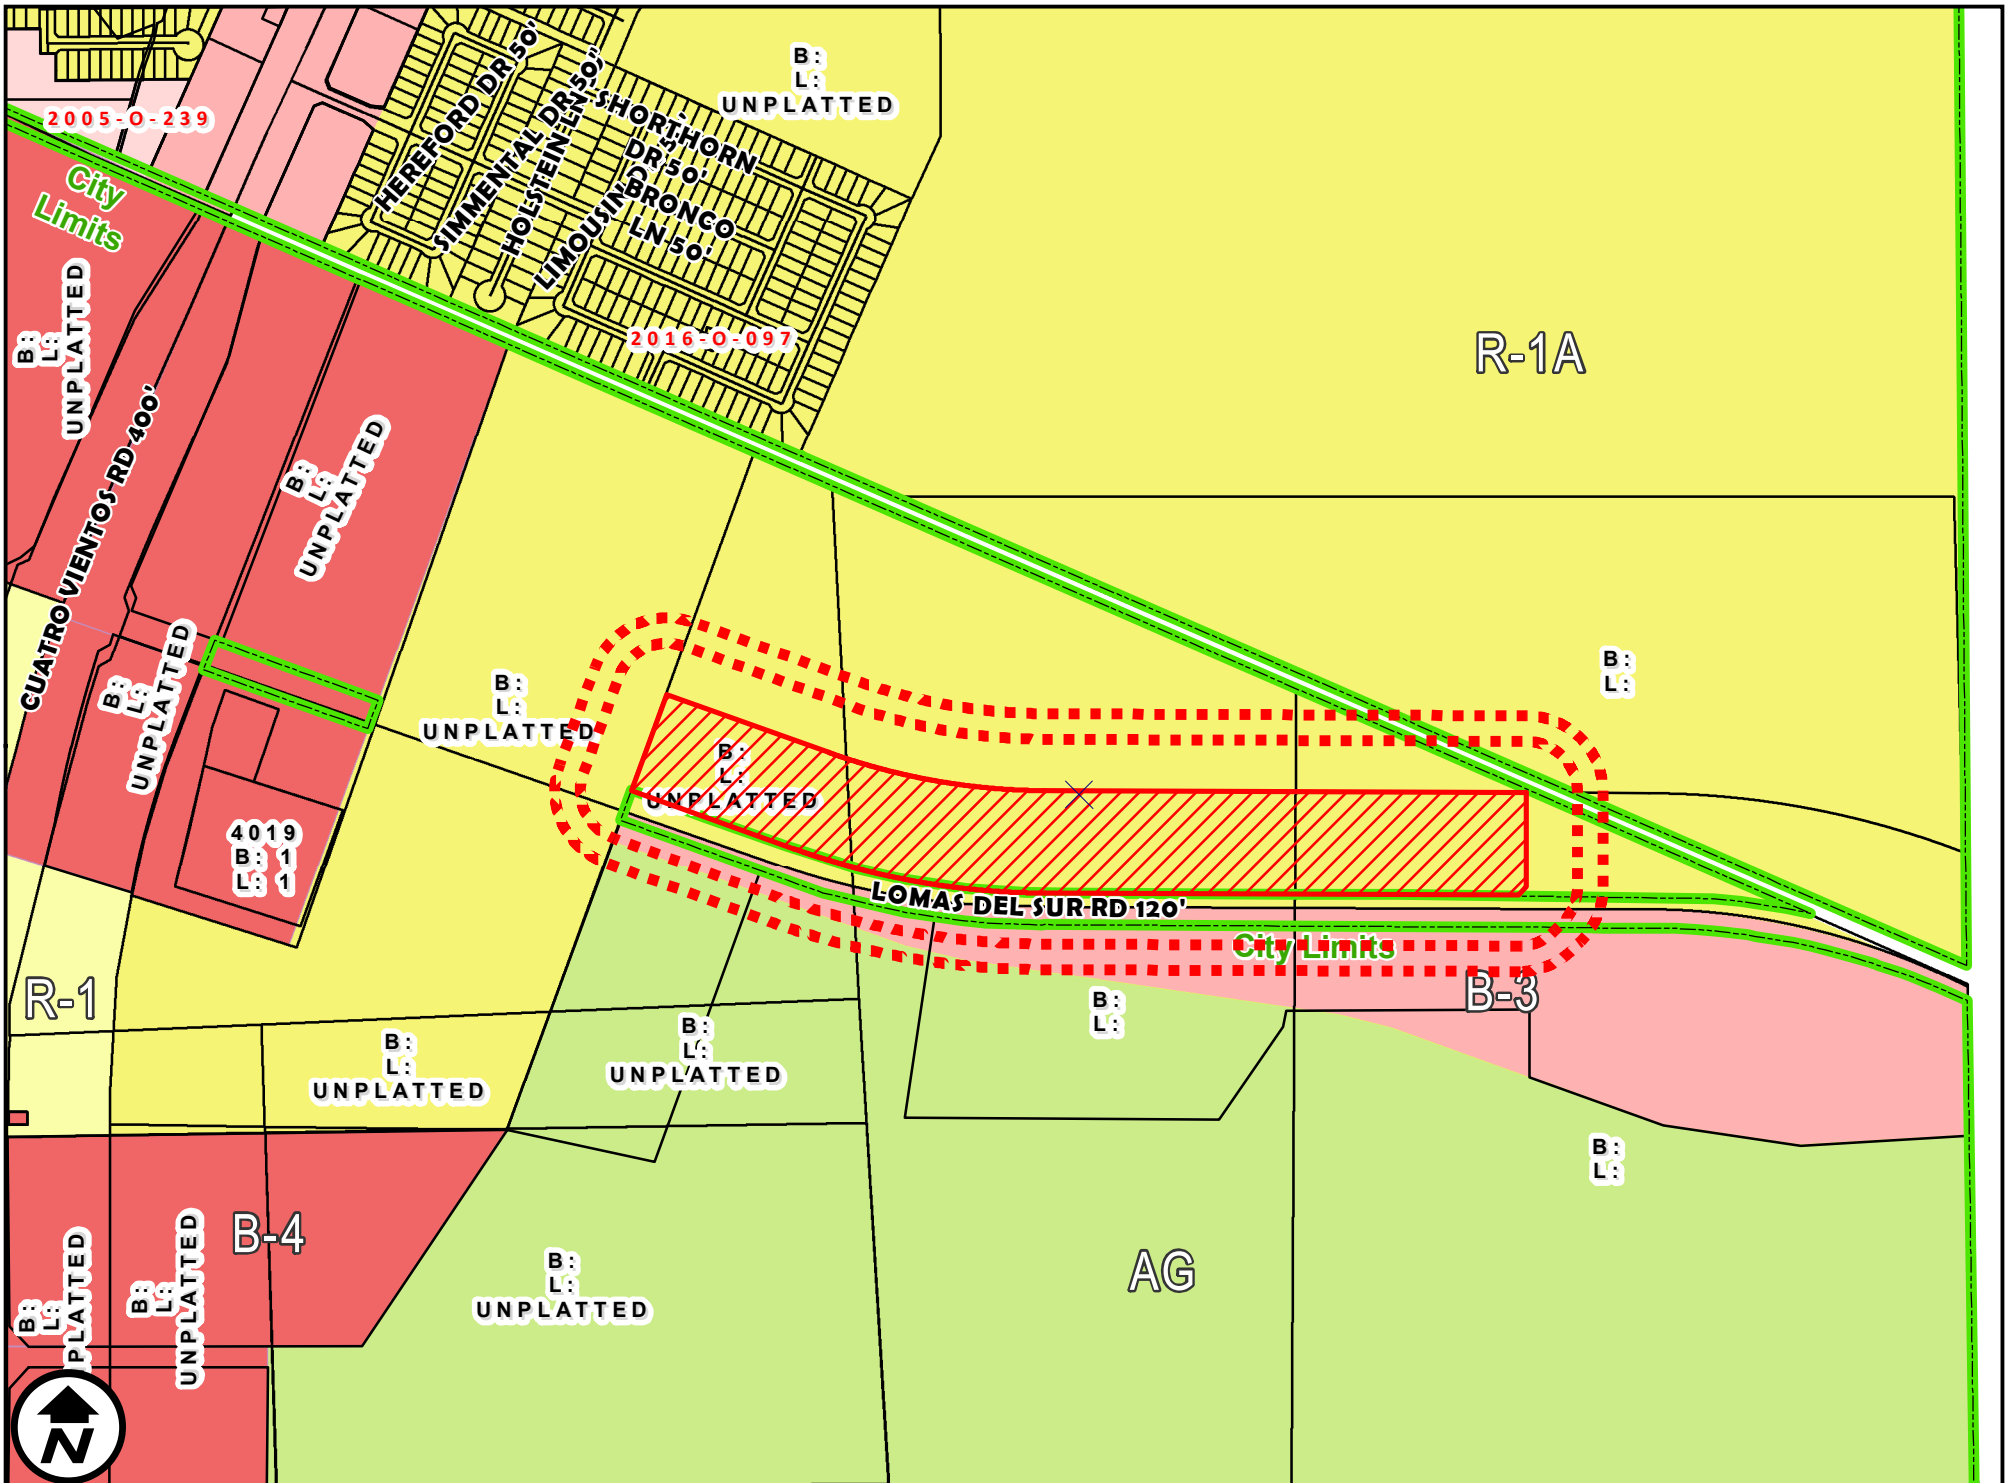 B:
L:
UNPLATTED
2005-O-239
HEREFORD DR 50'
SIMMENTAL DR 50'
HOLSTEIN LN
SHORTHORN
DR 50'
LIMOUSIN
BRONCO
LN 50'
City
Limits
2016-O-097
R-1A
B:
L:
UNPLATTED
B:
L:
UNPLATTED
CUATRO VIENTOS RD 400'
B:
L:
UNPLATTED
B:
L:
UNPLATTED
B:
L:
B:
L:
UNPLATTED
4019
B: 1
L: 1
LOMAS DEL SUR RD 120'
City Limits
R-1
B-3
B:
L:
B:
L:
UNPLATTED
B:
L:
UNPLATTED
B:
L:
B-4
AG
B:
L:
UNPLATTED
B:
L:
UNPLATTED
B:
L:
UNPLATTED
N